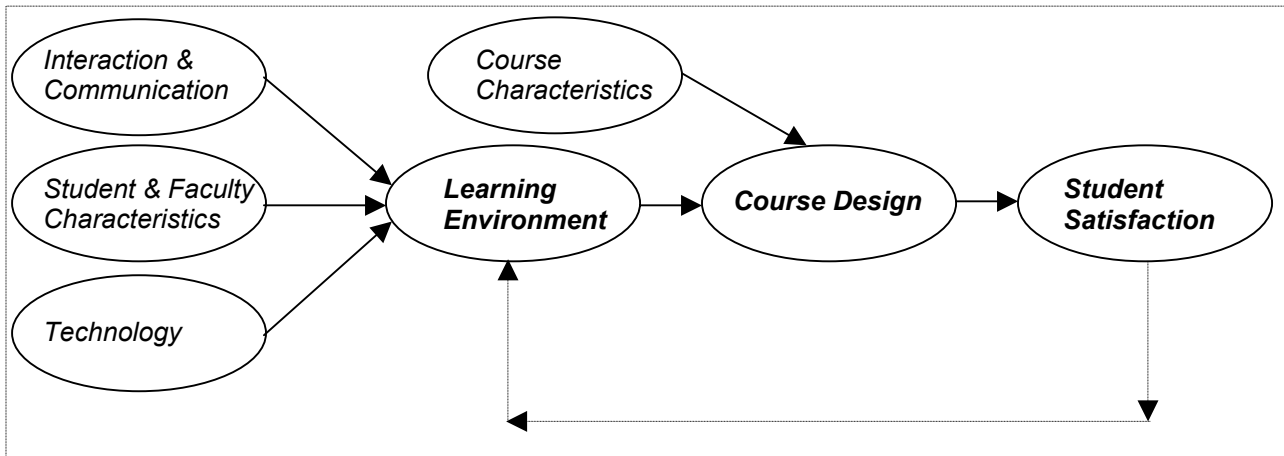 Interaction &
Communication
Course
Characteristics
Student & Faculty
Characteristics
Learning
Environment
Course Design
Student
Satisfaction
Technology